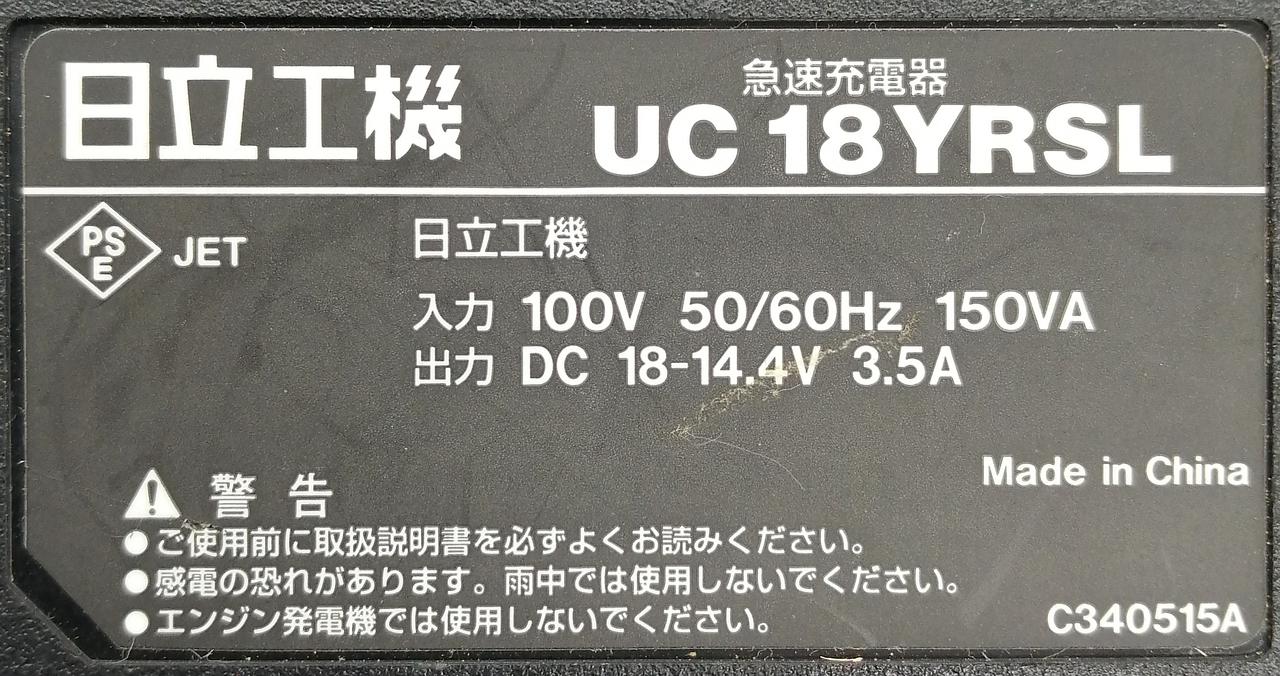 日立工機
急速充電器
UC 18YRSL
PS
E
JET
日立工機
入力 100V 50/60Hz 150VA
出力 DC 18-14.4V 3.5A
Made in China
警 告
●ご使用前に取扱説明書を必ずよくお読みください。
●感電の恐れがあります。雨中では使用しないでください。
●エンジン発電機では使用しないでください。
C340515A